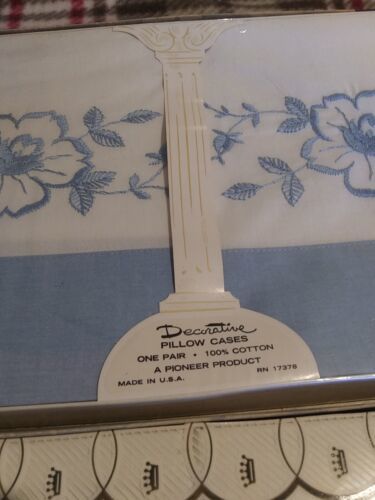 Decorative
PILLOW CASES
ONE PAIR • 100% COTTON
A PIONEER PRODUCT
MADE IN U.S.A. RN 17378